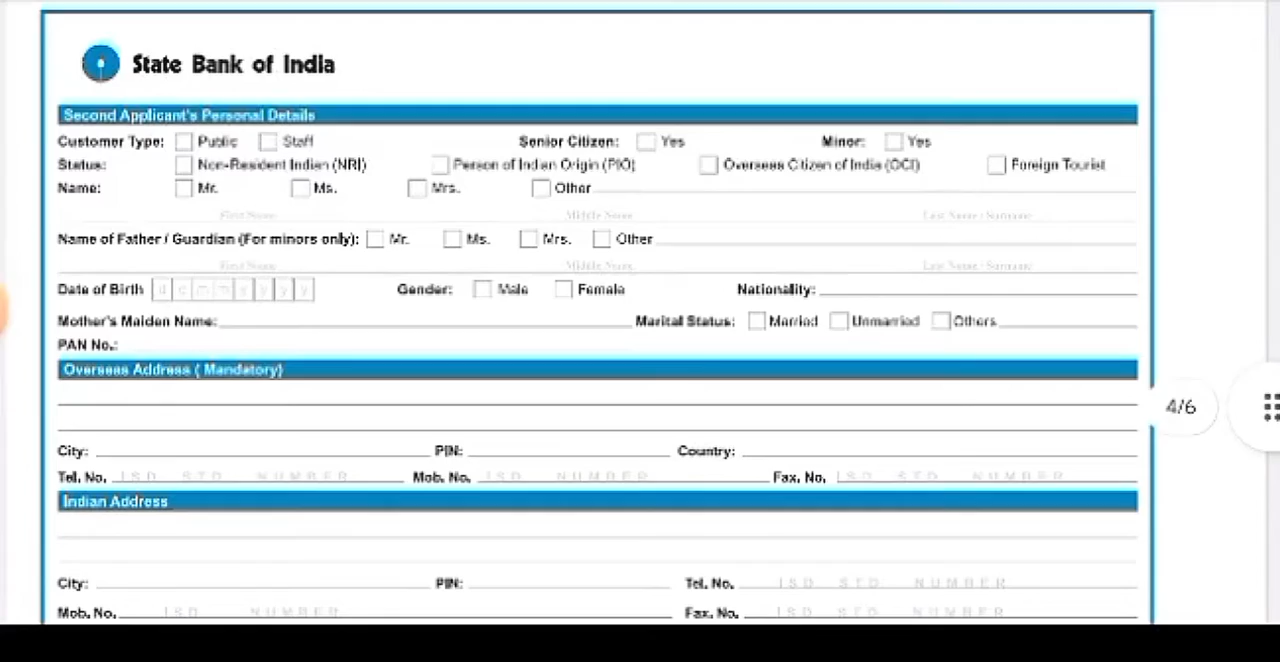 State Bank of India
Second Applicant's Personal Details
Customer Type: Public Staff Senior Citizen: Yes Minor: Yes
Status: Non-Resident Indian (NRI) Person of Indian Origin (PIO) Overseas Citizen of India (OCI) Foreign Tourist
Name: Mr. Ms. Mrs. Other
First Name Middle Name Last Name / Surname
Name of Father / Guardian (For minors only): Mr. Ms. Mrs. Other
First Name Middle Name Last Name / Surname
Date of Birth d d m m y y y y Gender: Male Female Nationality:
Mother's Maiden Name: Marital Status: Married Unmarried Others
PAN No.:
Overseas Address ( Mandatory)
4/6
City: PIN: Country:
Tel. No. ISD STD NUMBER Mob. No. ISD NUMBER Fax. No. ISD STD NUMBER
Indian Address
City: PIN: Tel. No. ISD STD NUMBER
Mob. No. ISD NUMBER Fax. No. ISD STD NUMBER